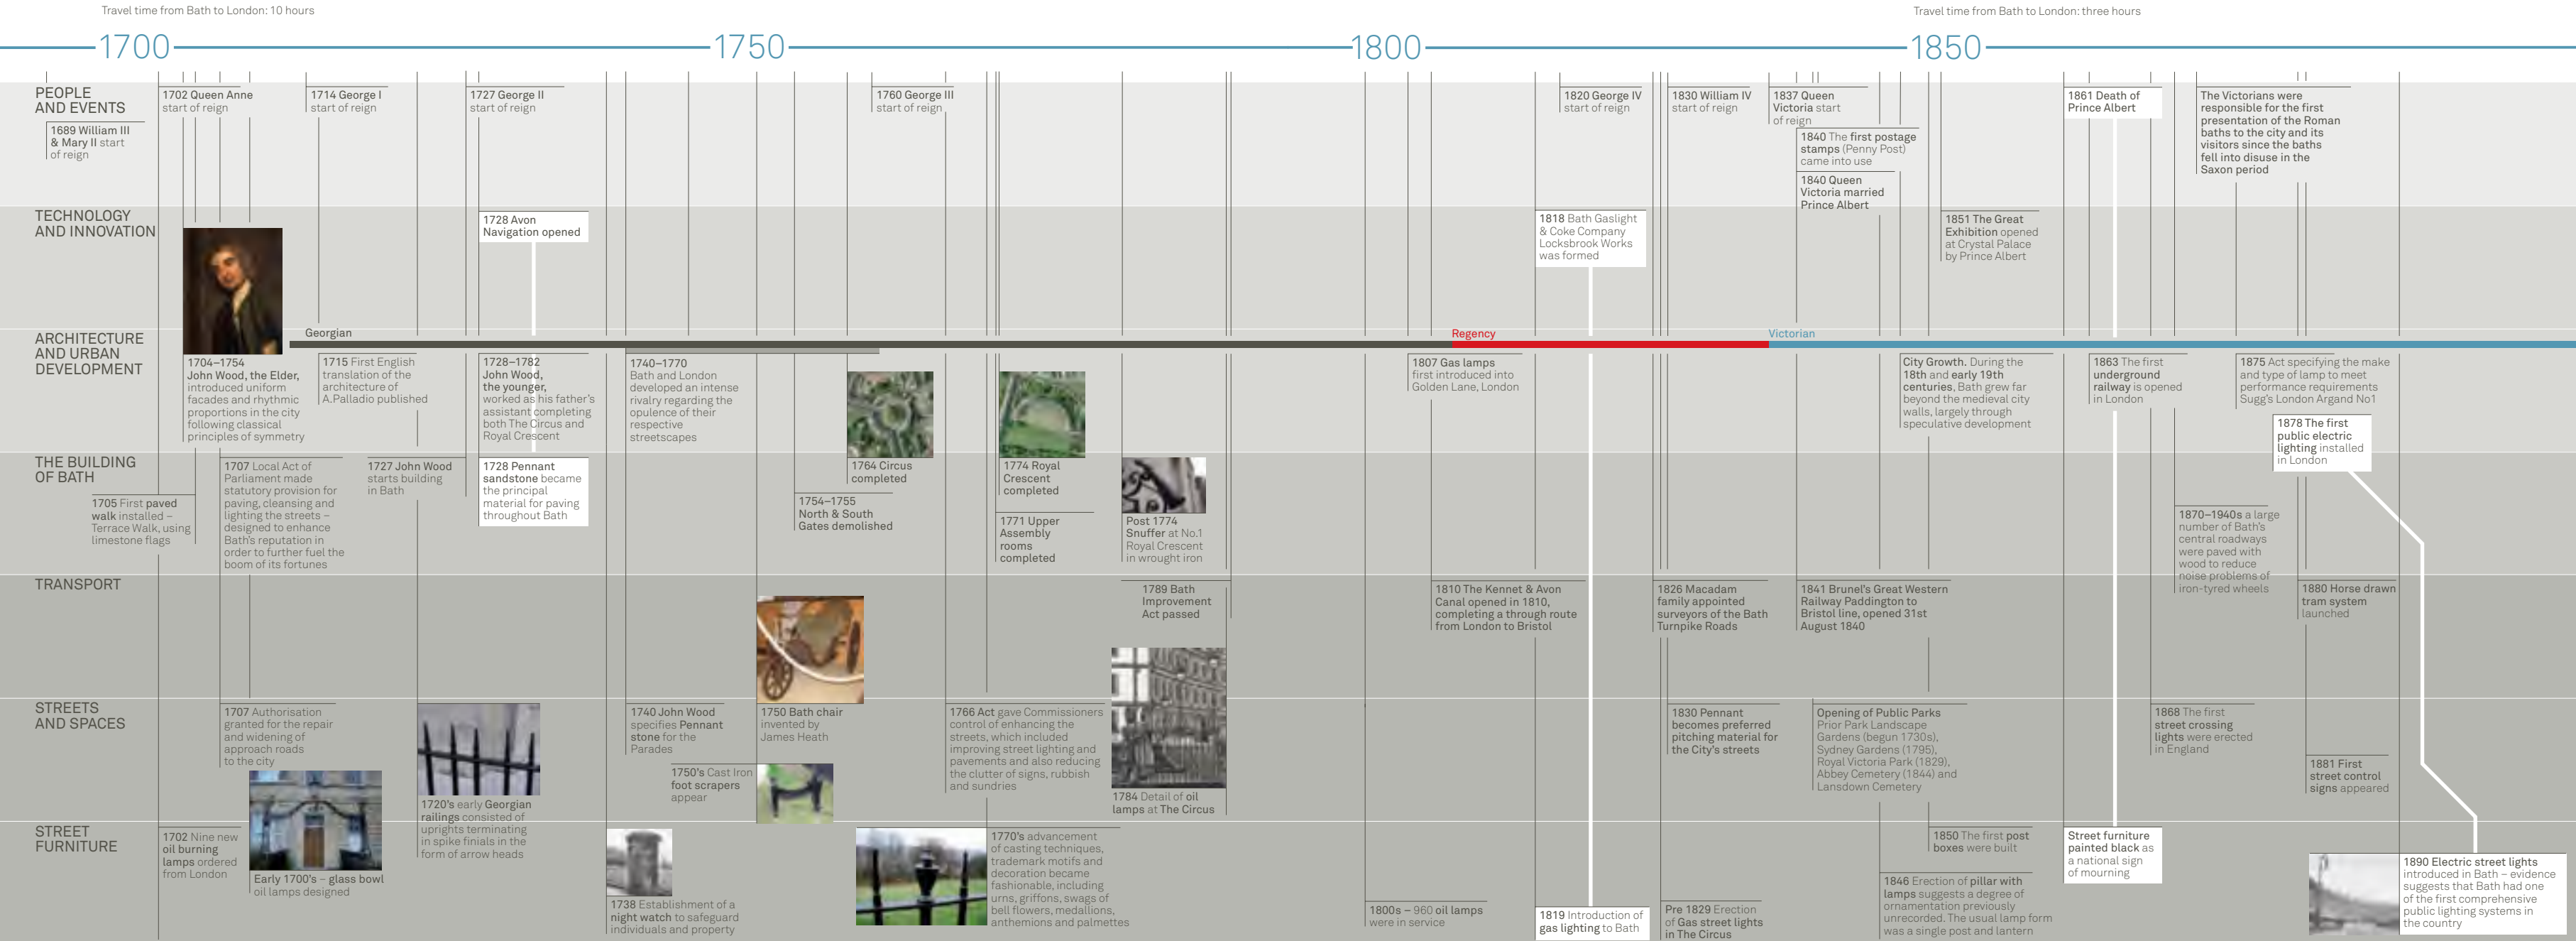 Travel time from Bath to London: 10 hours
Travel time from Bath to London: three hours
1700
1750
1800
1850
PEOPLE
AND EVENTS
1689 William III
& Mary II start
of reign
1702 Queen Anne
start of reign
1714 George I
start of reign
1727 George II
start of reign
1760 George III
start of reign
1820 George IV
start of reign
1830 William IV
start of reign
1837 Queen
Victoria start
of reign
1840 The first postage
stamps (Penny Post)
came into use
1840 Queen
Victoria married
Prince Albert
1861 Death of
Prince Albert
The Victorians were
responsible for the first
presentation of the Roman
baths to the city and its
visitors since the baths
fell into disuse in the
Saxon period
TECHNOLOGY
AND INNOVATION
1728 Avon
Navigation opened
1818 Bath Gaslight
& Coke Company
Locksbrook Works
was formed
1851 The Great
Exhibition opened
at Crystal Palace
by Prince Albert
Georgian
Regency
Victorian
ARCHITECTURE
AND URBAN
DEVELOPMENT
1704–1754
John Wood, the Elder,
introduced uniform
facades and rhythmic
proportions in the city
following classical
principles of symmetry
1715 First English
translation of the
architecture of
A.Palladio published
1728–1782
John Wood,
the younger,
worked as his father's
assistant completing
both The Circus and
Royal Crescent
1740–1770
Bath and London
developed an intense
rivalry regarding the
opulence of their
respective
streetscapes
1807 Gas lamps
first introduced into
Golden Lane, London
City Growth. During the
18th and early 19th
centuries, Bath grew far
beyond the medieval city
walls, largely through
speculative development
1863 The first
underground
railway is opened
in London
1875 Act specifying the make
and type of lamp to meet
performance requirements
Sugg's London Argand No1
1878 The first
public electric
lighting installed
in London
THE BUILDING
OF BATH
1705 First paved
walk installed –
Terrace Walk, using
limestone flags
1707 Local Act of
Parliament made
statutory provision for
paving, cleansing and
lighting the streets –
designed to enhance
Bath's reputation in
order to further fuel the
boom of its fortunes
1727 John Wood
starts building
in Bath
1728 Pennant
sandstone became
the principal
material for paving
throughout Bath
1754–1755
North & South
Gates demolished
1764 Circus
completed
1774 Royal
Crescent
completed
1771 Upper
Assembly
rooms
completed
Post 1774
Snuffer at No.1
Royal Crescent
in wrought iron
1870–1940s a large
number of Bath's
central roadways
were paved with
wood to reduce
noise problems of
iron-tyred wheels
TRANSPORT
1789 Bath
Improvement
Act passed
1810 The Kennet & Avon
Canal opened in 1810,
completing a through route
from London to Bristol
1826 Macadam
family appointed
surveyors of the Bath
Turnpike Roads
1841 Brunel's Great Western
Railway Paddington to
Bristol line, opened 31st
August 1840
1880 Horse drawn
tram system
launched
STREETS
AND SPACES
1707 Authorisation
granted for the repair
and widening of
approach roads
to the city
1740 John Wood
specifies Pennant
stone for the
Parades
1750 Bath chair
invented by
James Heath
1750's Cast Iron
foot scrapers
appear
1766 Act gave Commissioners
control of enhancing the
streets, which included
improving street lighting and
pavements and also reducing
the clutter of signs, rubbish
and sundries
1784 Detail of oil
lamps at The Circus
1830 Pennant
becomes preferred
pitching material for
the City's streets
Opening of Public Parks
Prior Park Landscape
Gardens (begun 1730s),
Sydney Gardens (1795),
Royal Victoria Park (1829),
Abbey Cemetery (1844) and
Lansdown Cemetery
1868 The first
street crossing
lights were erected
in England
1881 First
street control
signs appeared
STREET
FURNITURE
1702 Nine new
oil burning
lamps ordered
from London
Early 1700's – glass bowl
oil lamps designed
1720's early Georgian
railings consisted of
uprights terminating
in spike finials in the
form of arrow heads
1738 Establishment of a
night watch to safeguard
individuals and property
1770's advancement
of casting techniques,
trademark motifs and
decoration became
fashionable, including
urns, griffons, swags of
bell flowers, medallions,
anthemions and palmettes
1800s – 960 oil lamps
were in service
1819 Introduction of
gas lighting to Bath
Pre 1829 Erection
of Gas street lights
in The Circus
1846 Erection of pillar with
lamps suggests a degree of
ornamentation previously
unrecorded. The usual lamp form
was a single post and lantern
1850 The first post
boxes were built
Street furniture
painted black as
a national sign
of mourning
1890 Electric street lights
introduced in Bath – evidence
suggests that Bath had one
of the first comprehensive
public lighting systems in
the country